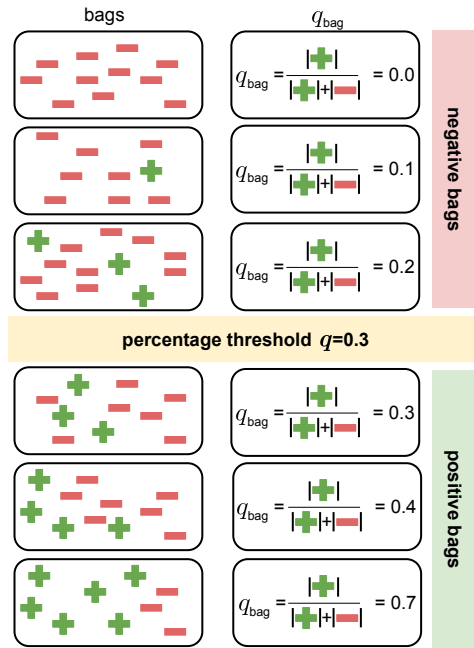 bags q_bag
q_bag = |+| / |+|+|−| = 0.0
q_bag = |+| / |+|+|−| = 0.1
q_bag = |+| / |+|+|−| = 0.2
negative bags
percentage threshold q=0.3
q_bag = |+| / |+|+|−| = 0.3
q_bag = |+| / |+|+|−| = 0.4
q_bag = |+| / |+|+|−| = 0.7
positive bags